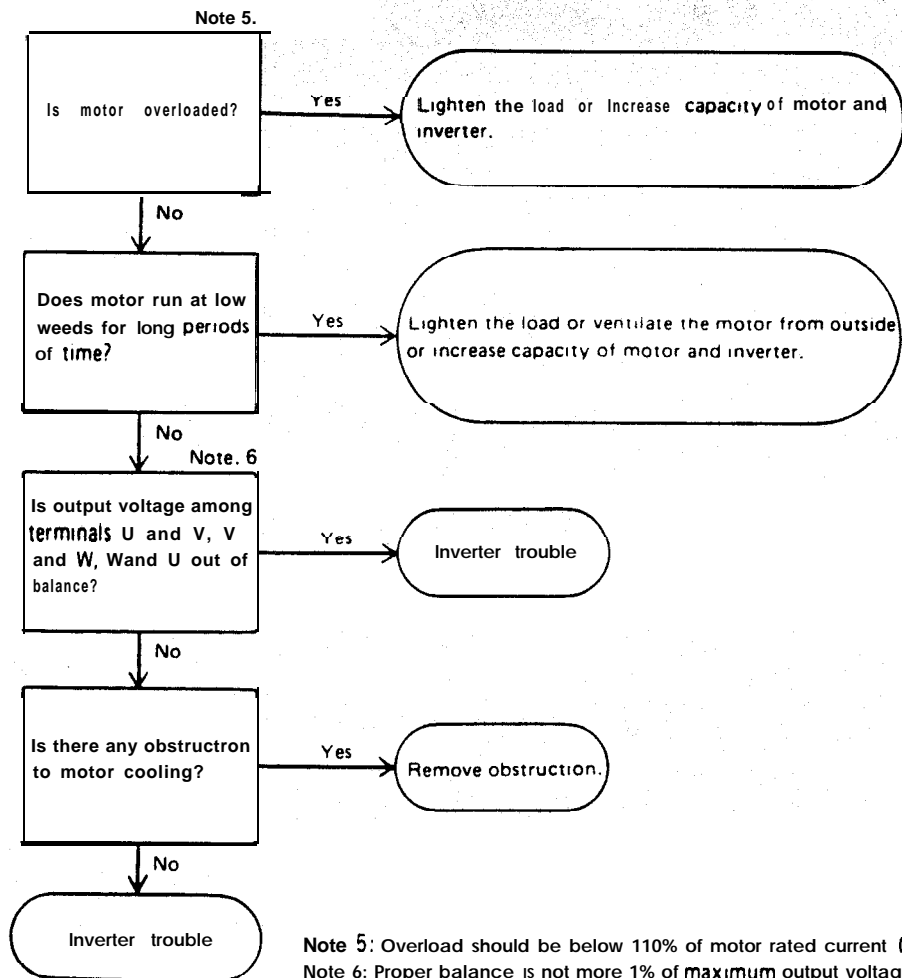 Note 5.
Is motor overloaded?
Yes
Lighten the load or Increase capacity of motor and
inverter.
No
Does motor run at low
weeds for long periods
of time?
Yes
Lighten the load or ventilate the motor from outside
or increase capacity of motor and inverter.
No
Note. 6
Is output voltage among
terminals U and V, V
and W, Wand U out of
balance?
Yes
Inverter trouble
No
Is there any obstructron
to motor cooling?
Yes
Remove obstruction.
No
Inverter trouble
Note 5: Overload should be below 110% of motor rated current (
Note 6: Proper balance is not more 1% of maximum output voltag